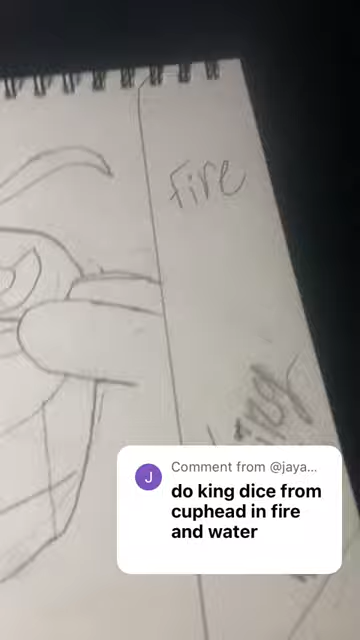 fire
Comment from @jaya...
J
do king dice from
cuphead in fire
and water